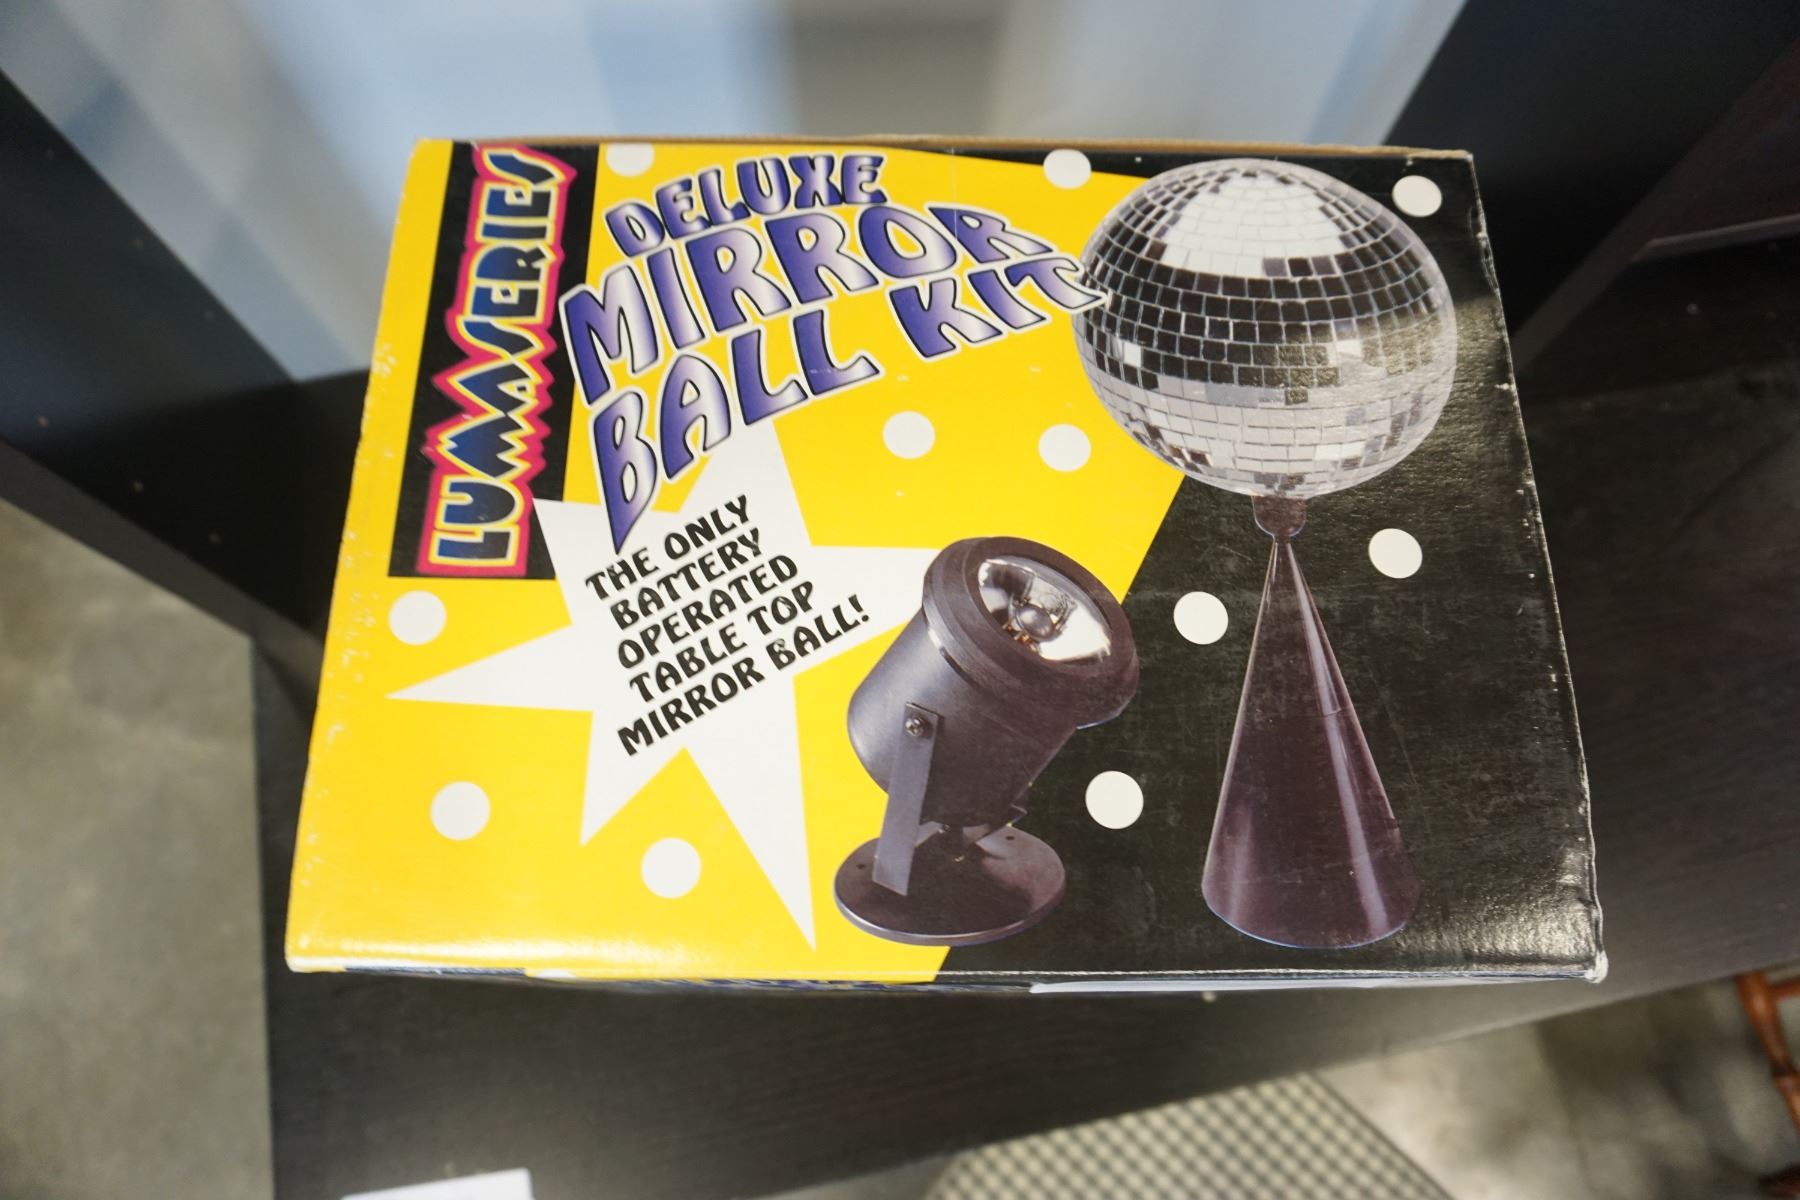 LUMASERIES
DELUXE
MIRROR
BALL KIT
THE ONLY
BATTERY
OPERATED
TABLE TOP
MIRROR BALL!